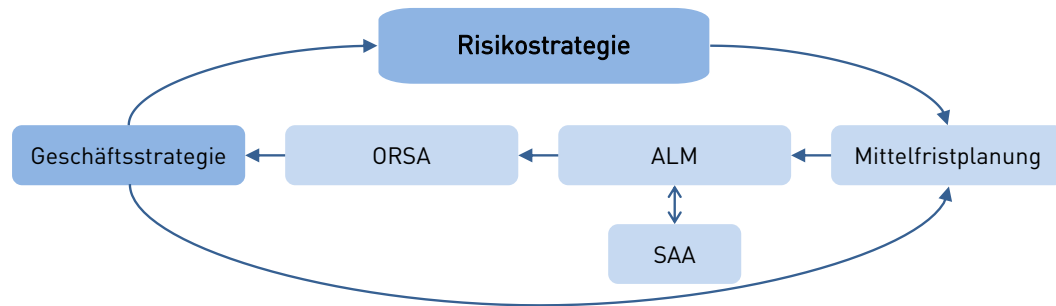 Risikostrategie
Geschäftsstrategie
ORSA
ALM
Mittelfristplanung
SAA